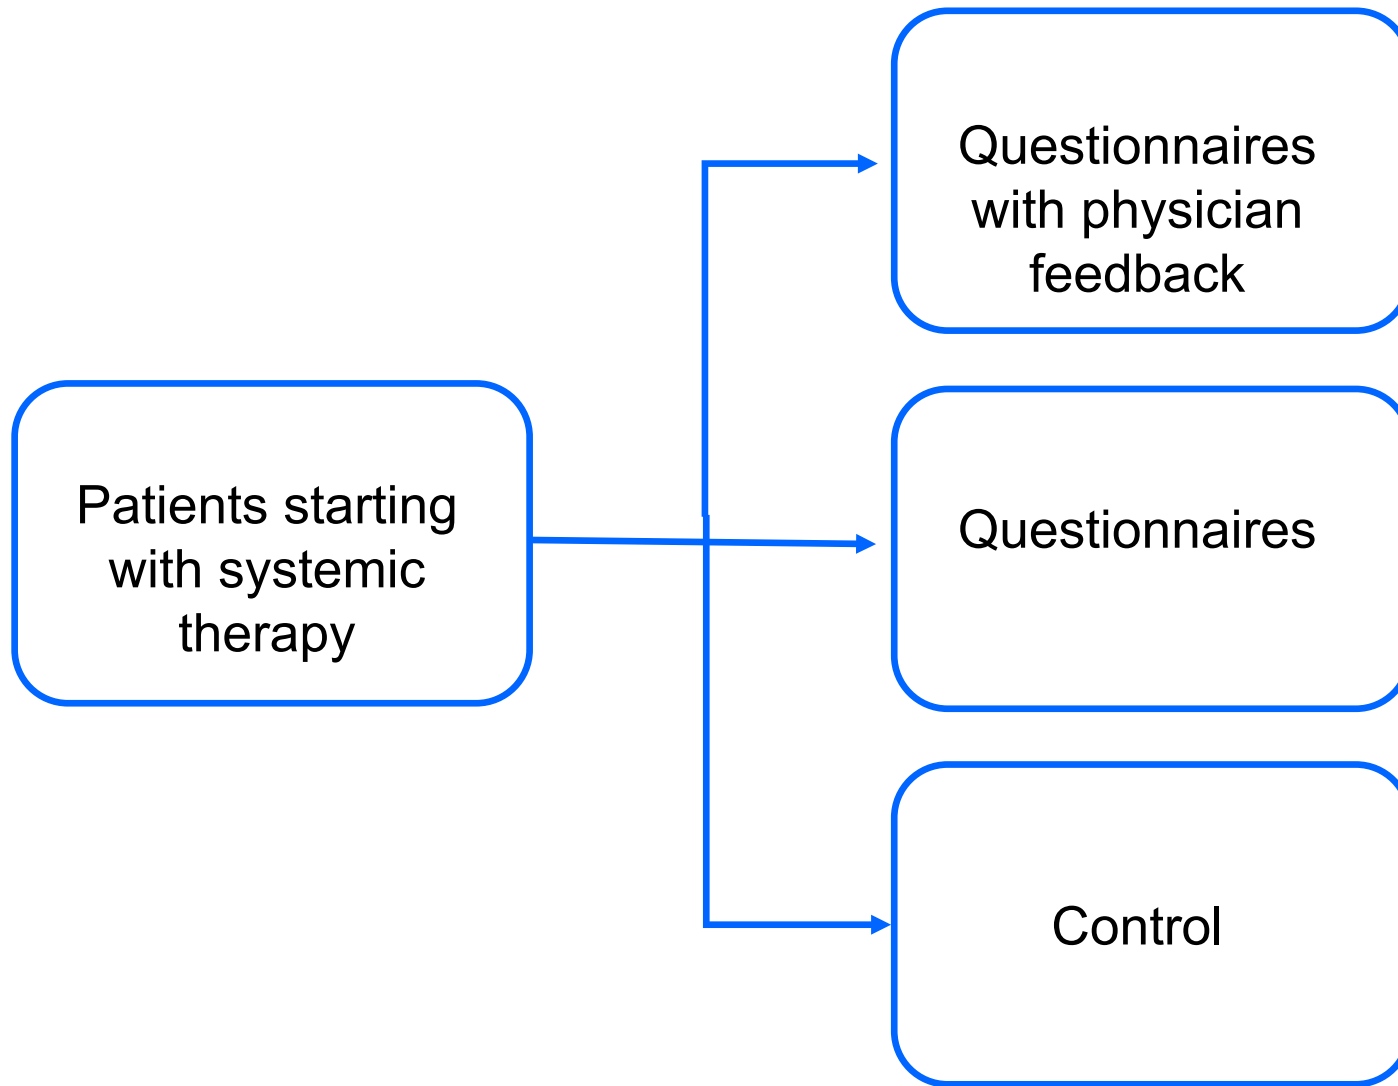 Questionnaires
with physician
feedback
Patients starting
with systemic
therapy
Questionnaires
Control